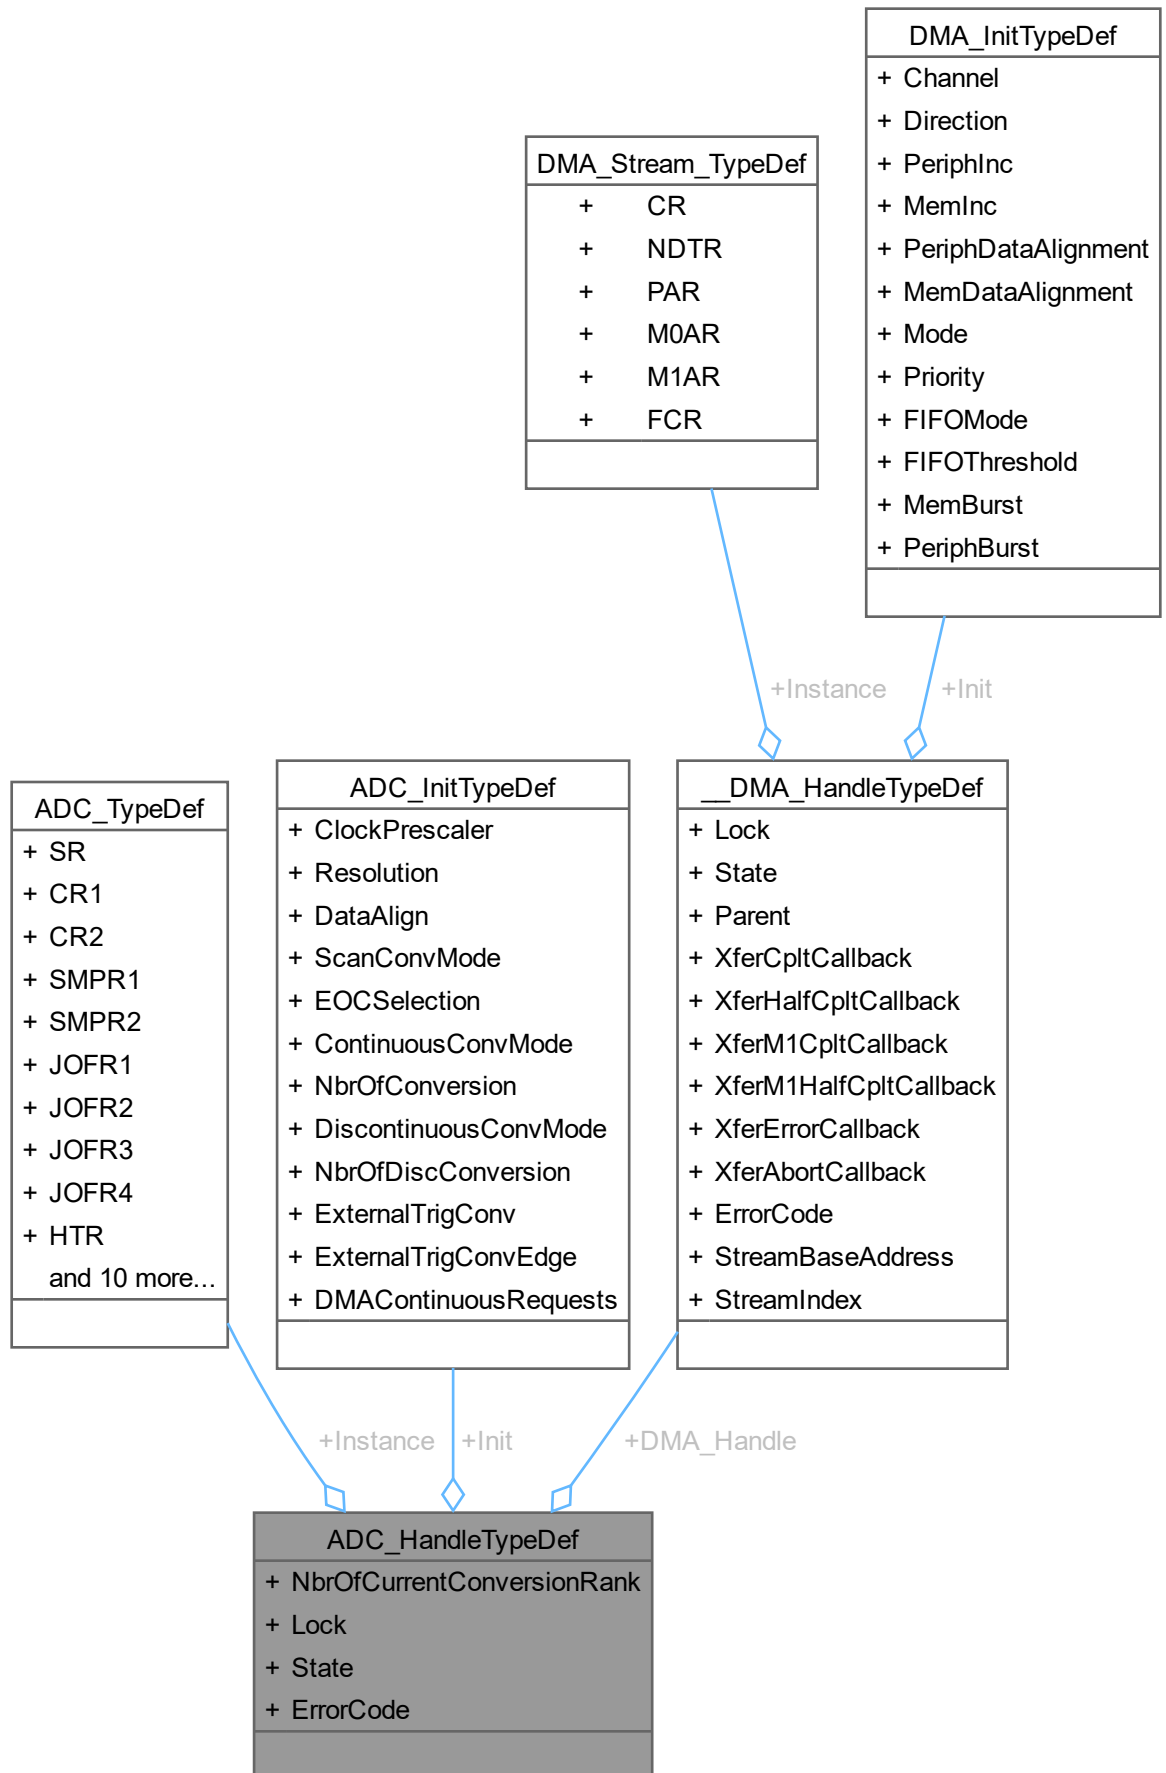 DMA_InitTypeDef
+ Channel
+ Direction
+ PeriphInc
+ MemInc
+ PeriphDataAlignment
+ MemDataAlignment
+ Mode
+ Priority
+ FIFOMode
+ FIFOThreshold
+ MemBurst
+ PeriphBurst
DMA_Stream_TypeDef
+ CR
+ NDTR
+ PAR
+ M0AR
+ M1AR
+ FCR
+Instance
+Init
ADC_TypeDef
+ SR
+ CR1
+ CR2
+ SMPR1
+ SMPR2
+ JOFR1
+ JOFR2
+ JOFR3
+ JOFR4
+ HTR
and 10 more...
ADC_InitTypeDef
+ ClockPrescaler
+ Resolution
+ DataAlign
+ ScanConvMode
+ EOCSelection
+ ContinuousConvMode
+ NbrOfConversion
+ DiscontinuousConvMode
+ NbrOfDiscConversion
+ ExternalTrigConv
+ ExternalTrigConvEdge
+ DMAContinuousRequests
__DMA_HandleTypeDef
+ Lock
+ State
+ Parent
+ XferCpltCallback
+ XferHalfCpltCallback
+ XferM1CpltCallback
+ XferM1HalfCpltCallback
+ XferErrorCallback
+ XferAbortCallback
+ ErrorCode
+ StreamBaseAddress
+ StreamIndex
+Instance
+Init
+DMA_Handle
ADC_HandleTypeDef
+ NbrOfCurrentConversionRank
+ Lock
+ State
+ ErrorCode